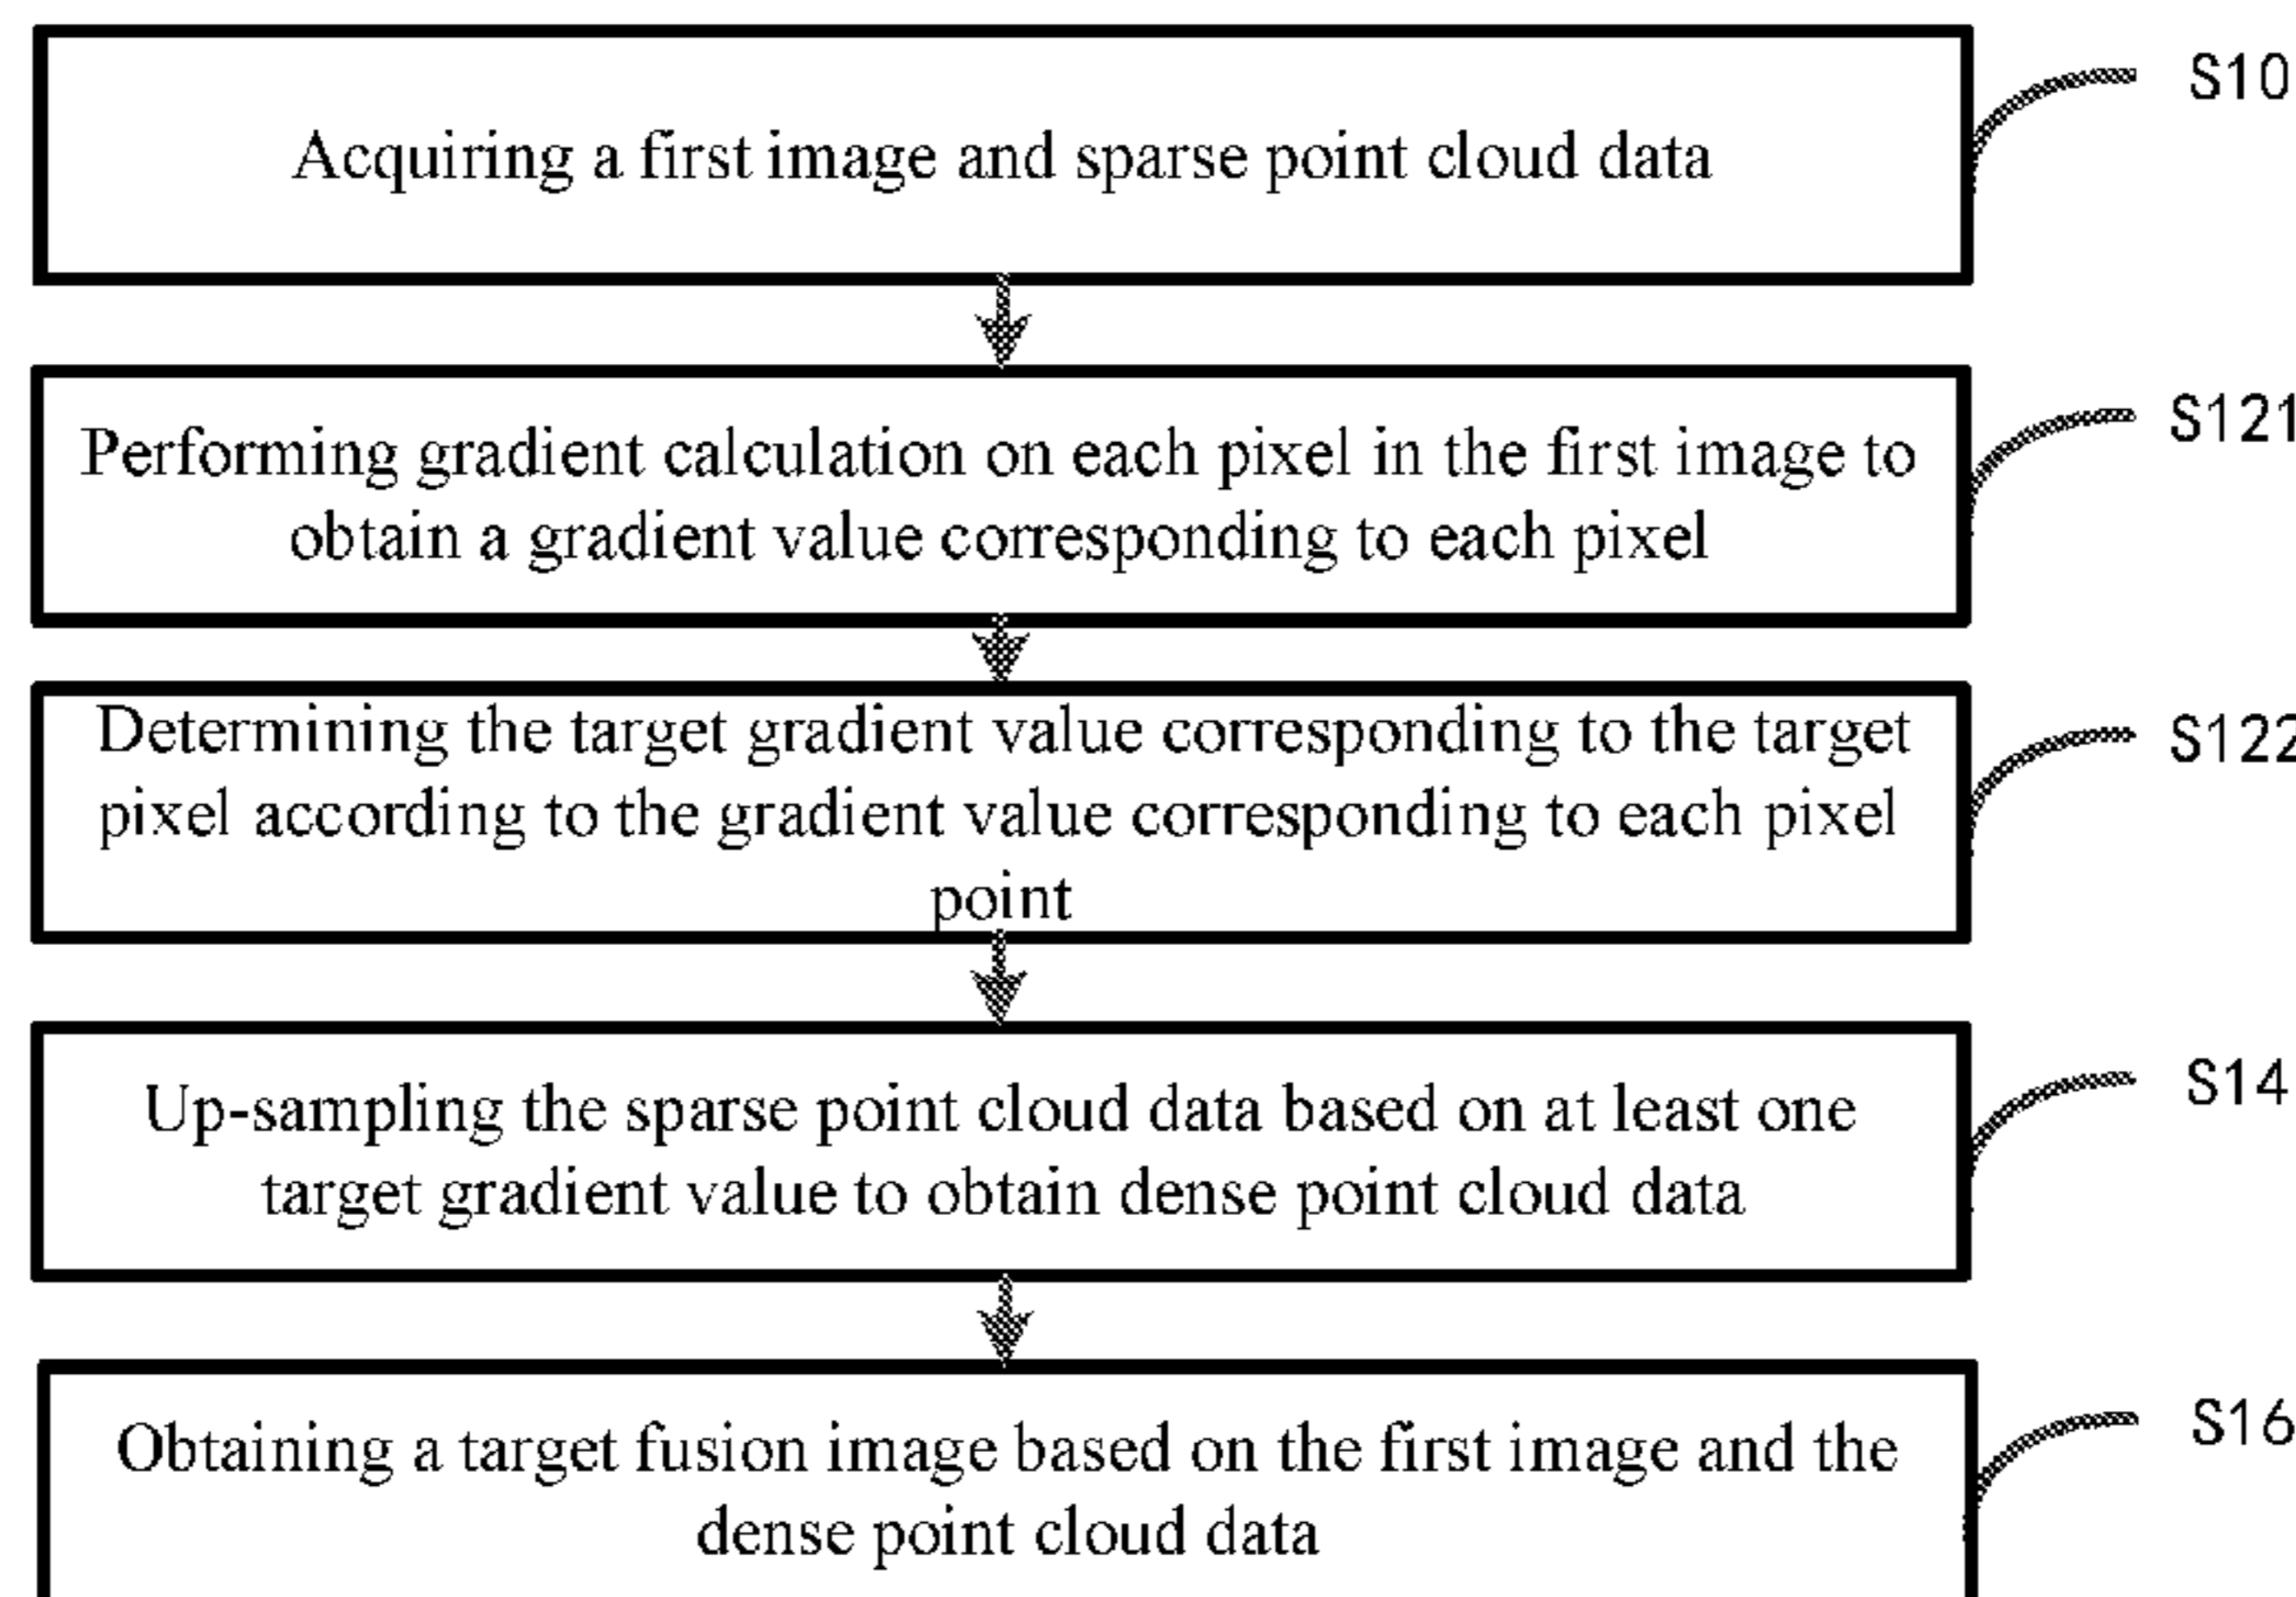 Acquiring a first image and sparse point cloud data
S10
Performing gradient calculation on each pixel in the first image to
obtain a gradient value corresponding to each pixel
S121
Determining the target gradient value corresponding to the target
pixel according to the gradient value corresponding to each pixel
point
S122
Up-sampling the sparse point cloud data based on at least one
target gradient value to obtain dense point cloud data
S14
Obtaining a target fusion image based on the first image and the
dense point cloud data
S16